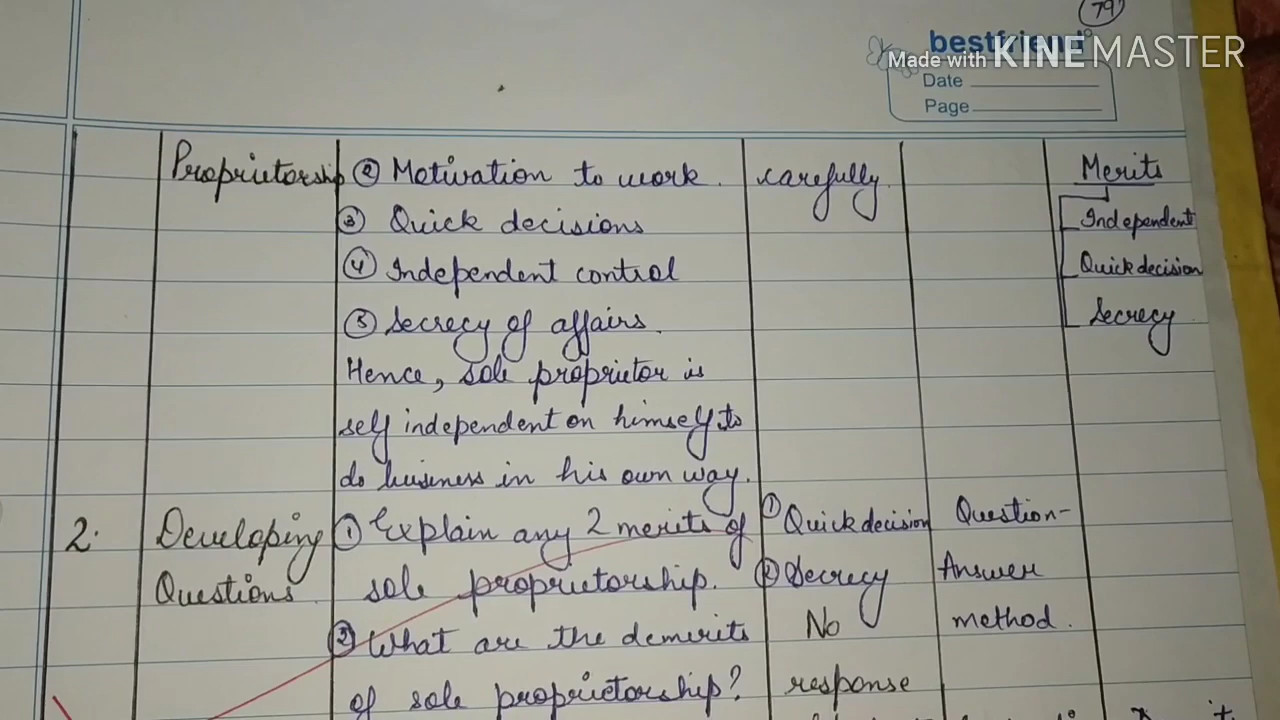 79
bestfriend
Made with KINEMASTER
Date
Page
Proprietorship ② Motivation to work. carefully Merits
③ Quick decisions Independent
④ Independent control Quick decision
⑤ Secrecy of affairs. Secrecy
Hence, sole proprietor is
self independent on himself to
do business in his own way.
2. Developing ① Explain any 2 merits of ① Quick decision Question-
Questions. sole proprietorship. ② Secrecy Answer
② What are the demerits No method.
of sole proprietorship? response